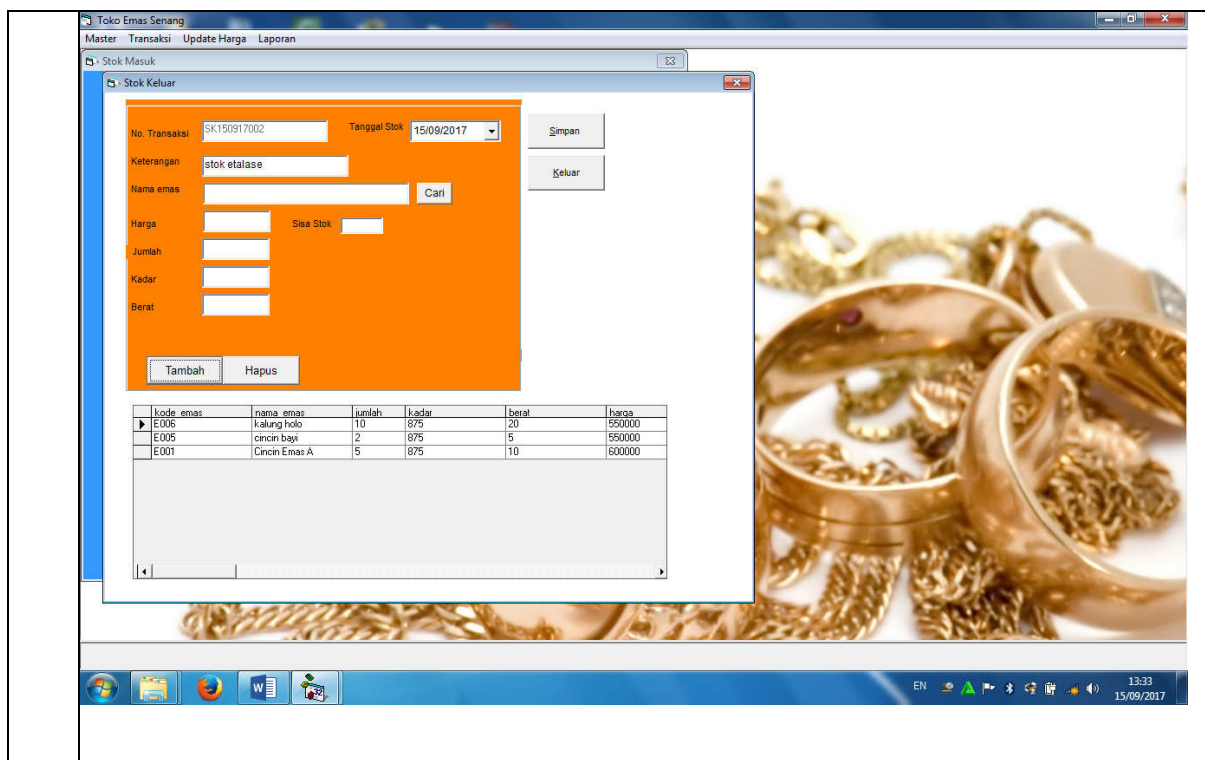 Toko Emas Senang
Master Transaksi Update Harga Laporan
Stok Masuk
Stok Keluar
No. Transaksi SK150917002 Tanggal Stok 15/09/2017 Simpan
Keterangan stok etalase Keluar
Nama emas Cari
Harga Sisa Stok
Jumlah
Kadar
Berat
Tambah Hapus
kode_emas nama_emas jumlah kadar berat harga
E006 kalung holo 10 875 20 550000
E005 cincin bayi 2 875 5 550000
E001 Cincin Emas A 5 875 10 600000
EN 13:33
15/09/2017